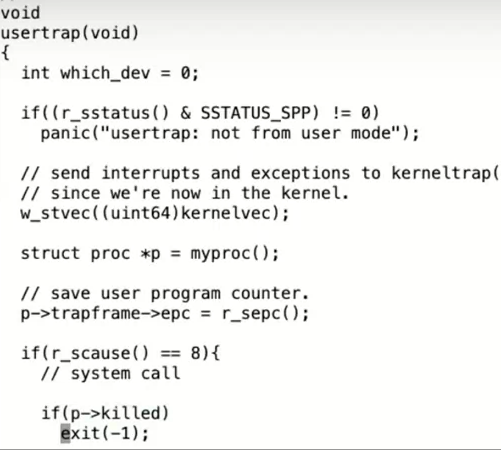 void
usertrap(void)
{
  int which_dev = 0;

  if((r_sstatus() & SSTATUS_SPP) != 0)
    panic("usertrap: not from user mode");

  // send interrupts and exceptions to kerneltrap(
  // since we're now in the kernel.
  w_stvec((uint64)kernelvec);

  struct proc *p = myproc();

  // save user program counter.
  p->trapframe->epc = r_sepc();

  if(r_scause() == 8){
    // system call

    if(p->killed)
      exit(-1);